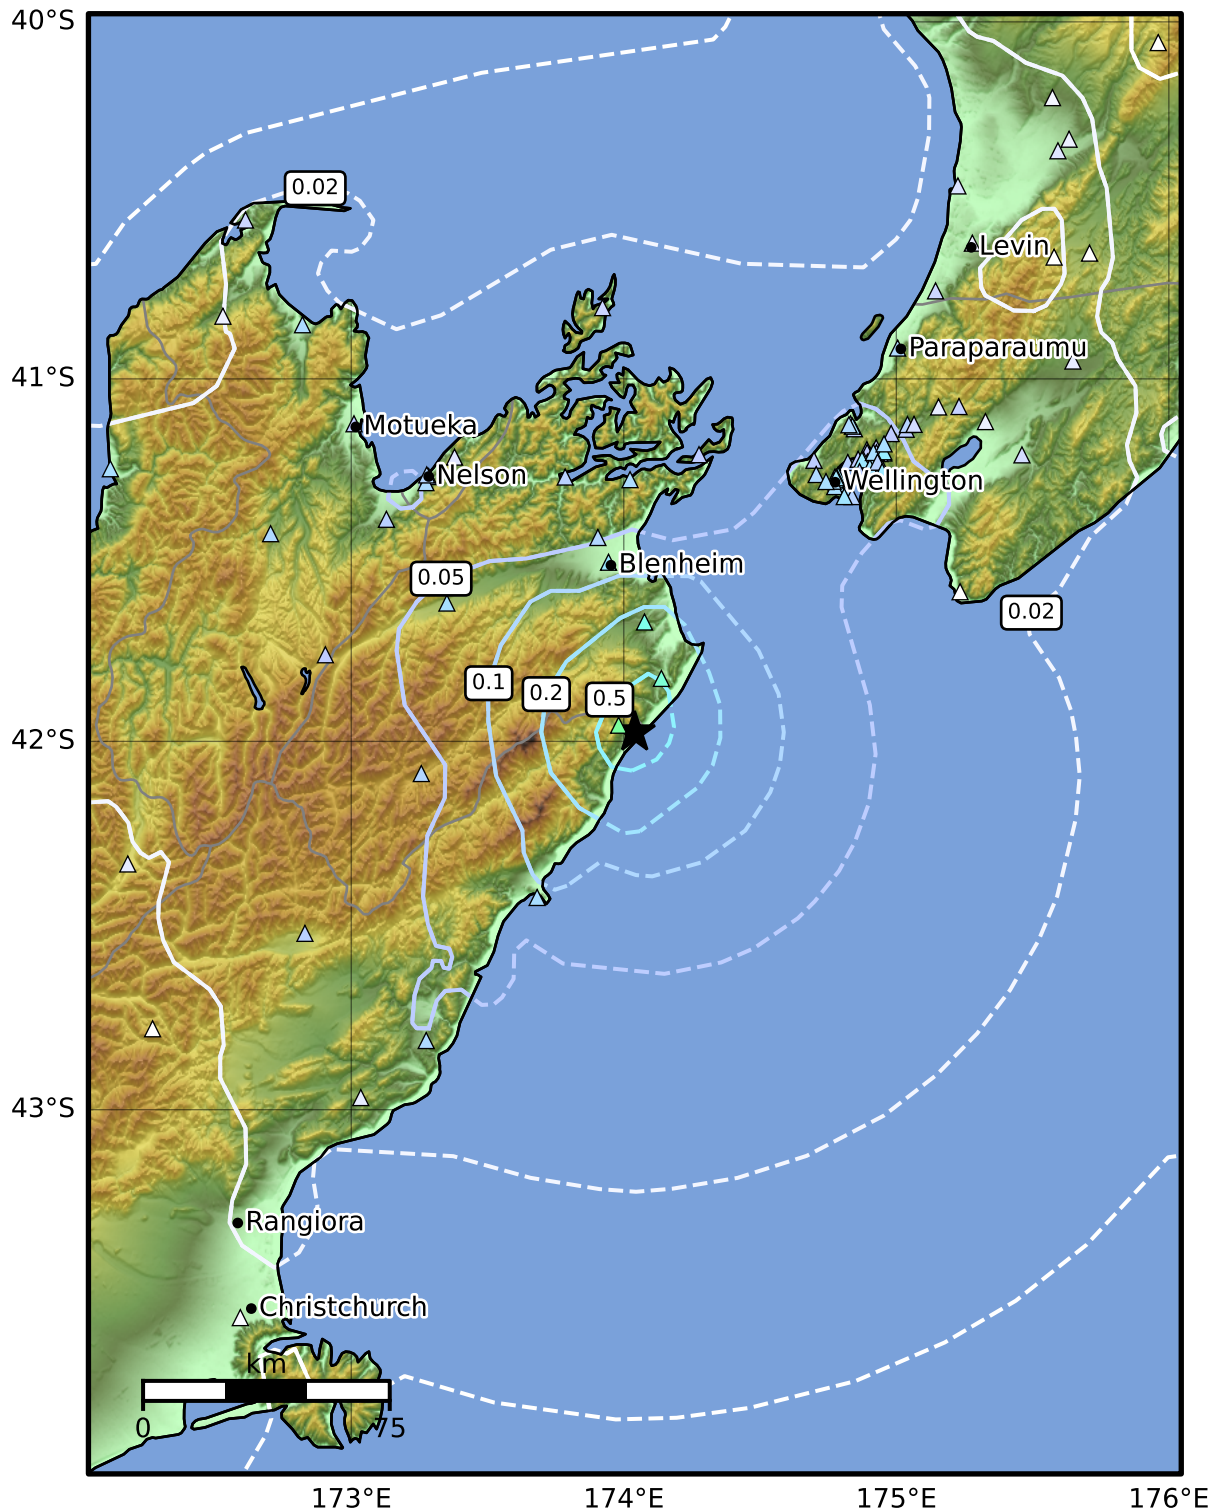 40°S
0.02
Levin
Paraparaumu
41°S
Motueka
Nelson
Wellington
Blenheim
0.05
0.02
0.1
0.2
0.5
42°S
43°S
Rangiora
Christchurch
km
0
75
173°E
174°E
175°E
176°E